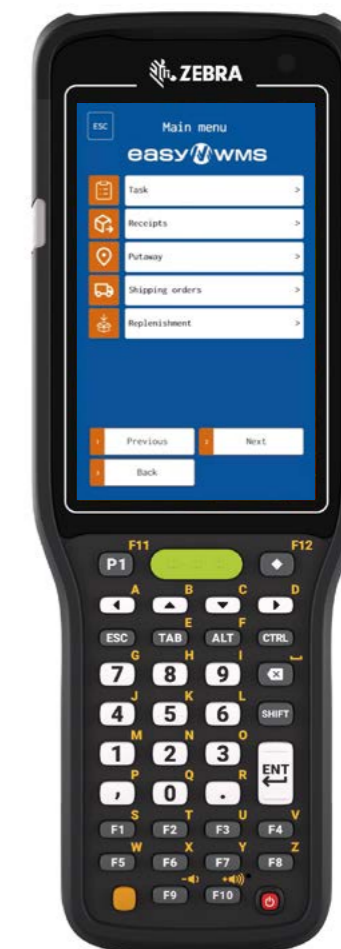 ZEBRA
ESC Main menu
easy WMS
Task >
Receipts >
Putaway >
Shipping orders >
Replenishment >
› Previous › Next
› Back
F11 F12
P1
A B C D
E F
ESC TAB ALT CTRL
G H I
7 8 9
J K L
4 5 6 SHIFT
M N O
1 2 3 ENT
P Q R
, 0 .
S T U V
F1 F2 F3 F4
W X Y Z
F5 F6 F7 F8
- +
F9 F10